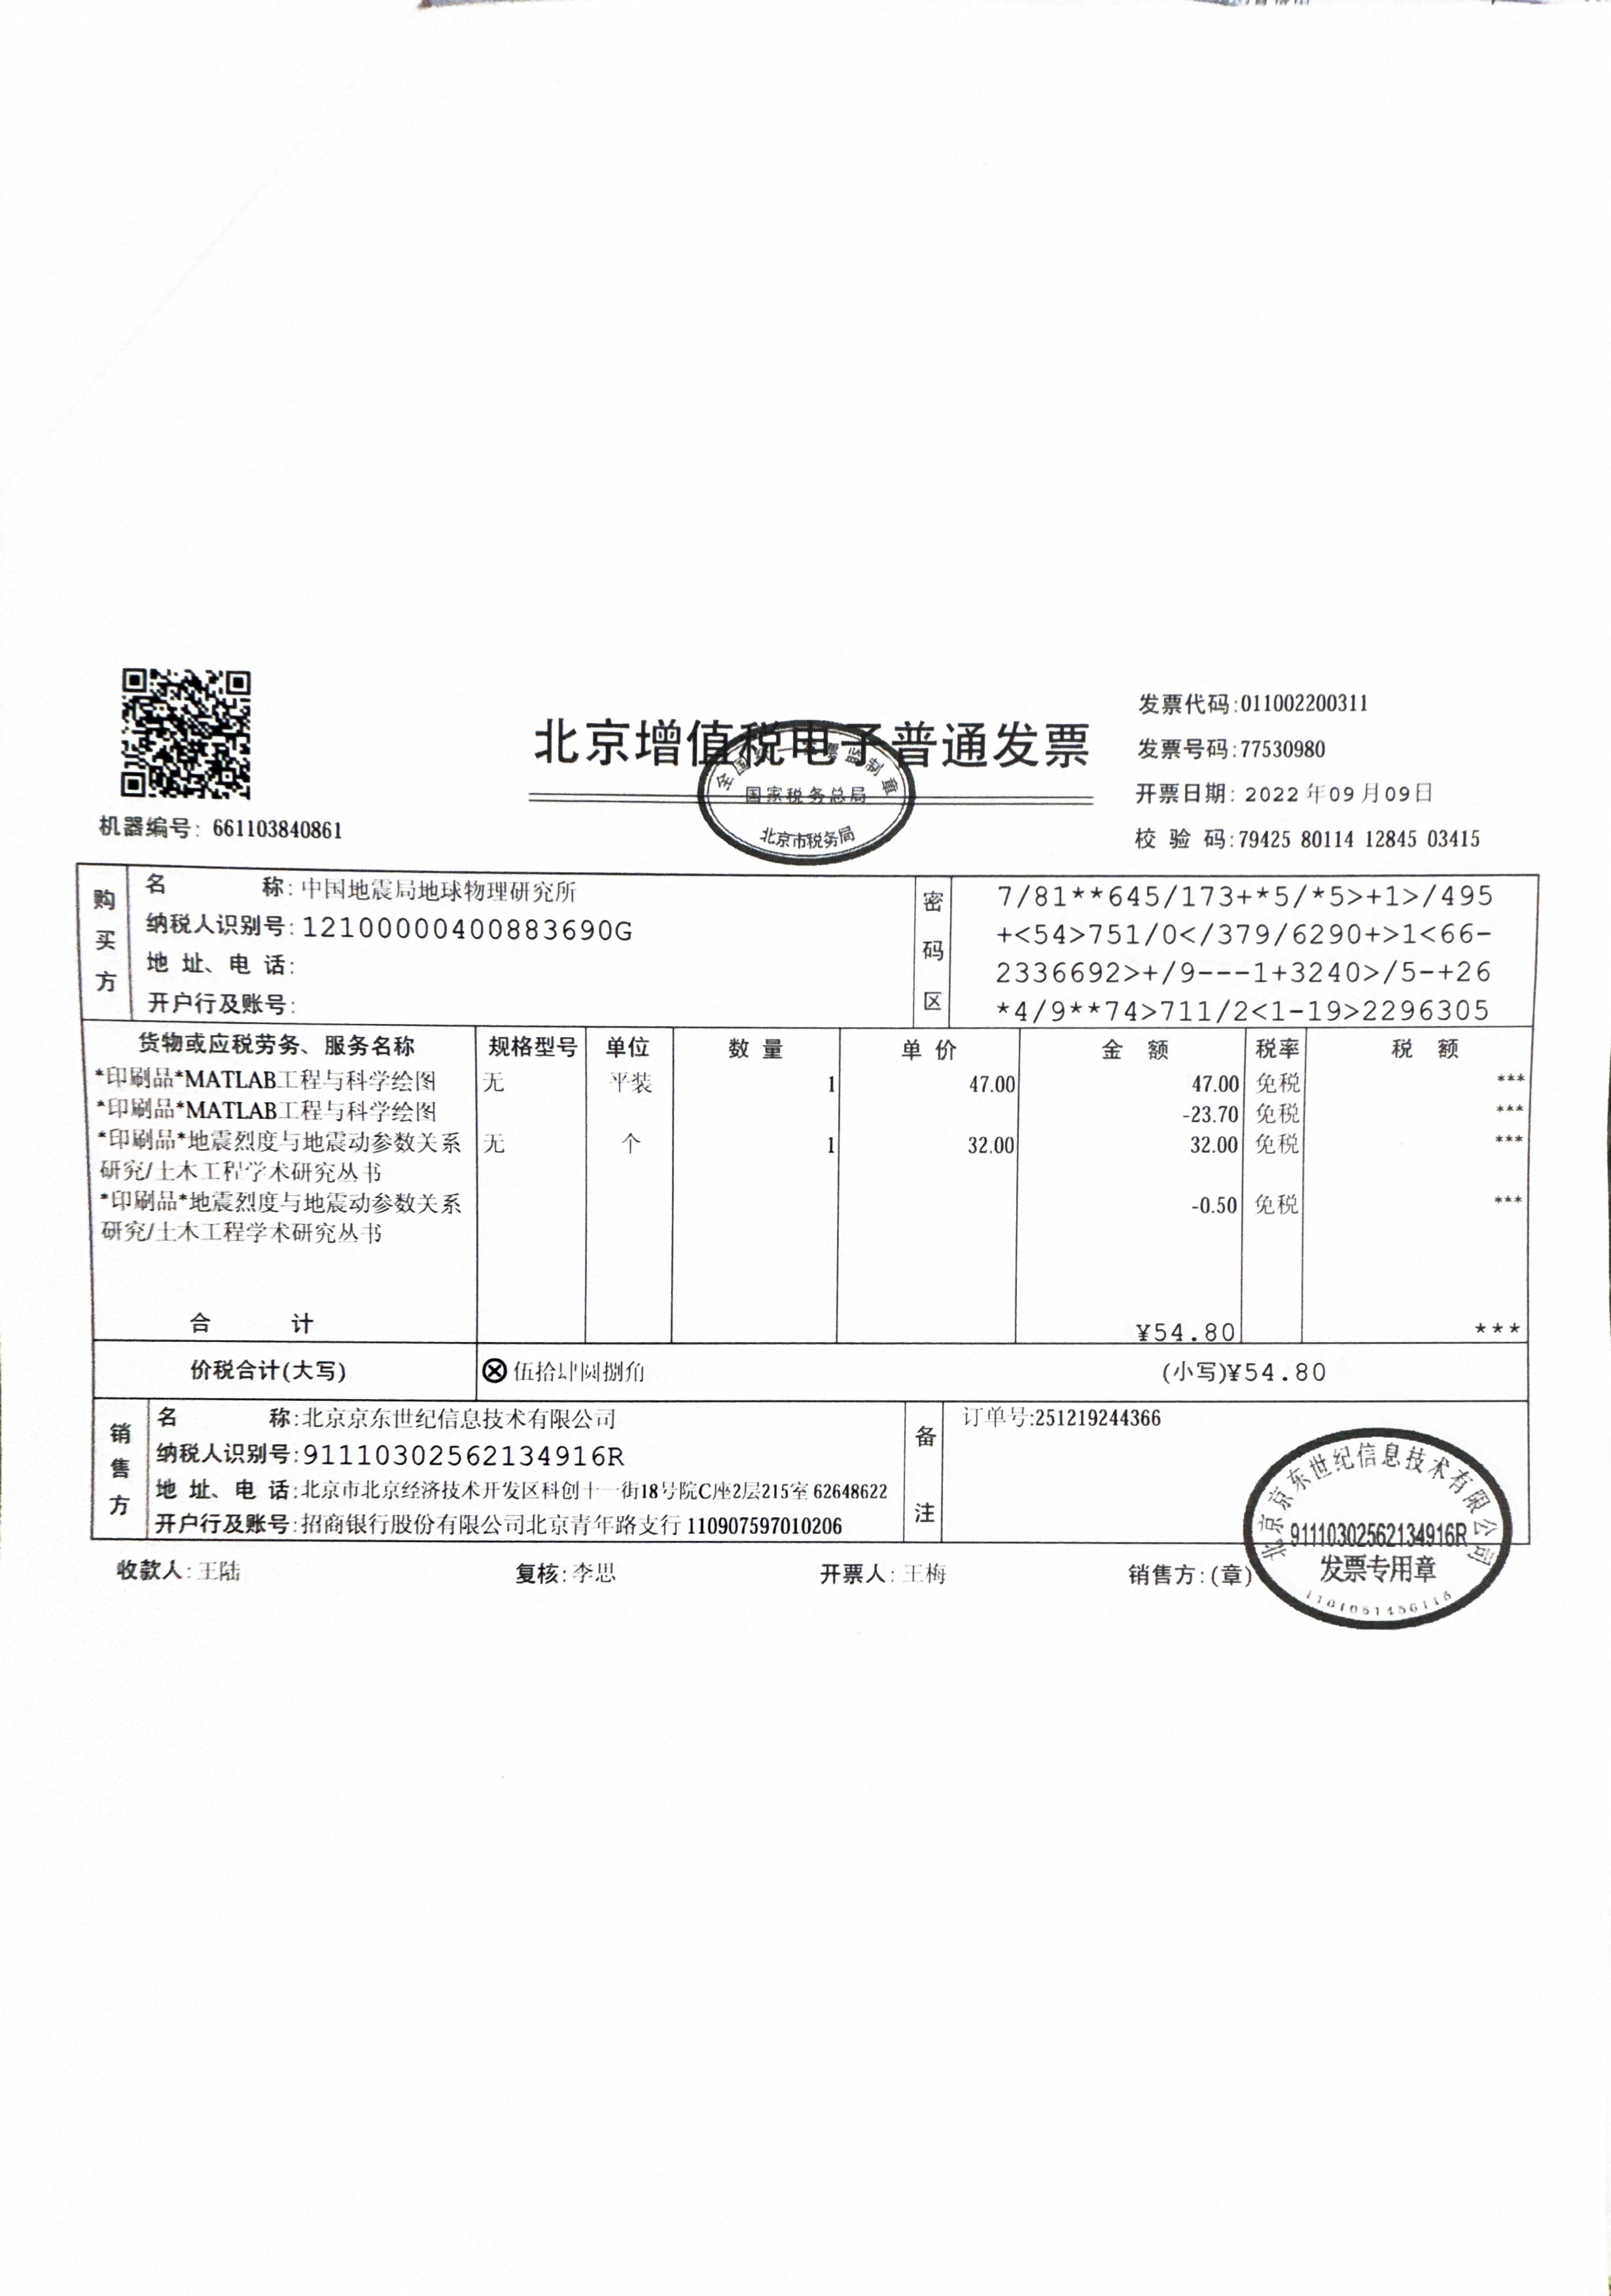 北京增值税电子普通发票
发票代码:011002200311
发票号码:77530980
开票日期: 2022年09月09日
校 验 码:79425 80114 12845 03415
机器编号: 661103840861
国家税务总局
北京市税务局
购买方
名 称: 中国地震局地球物理研究所
纳税人识别号: 12100000400883690G
地 址、电 话:
开户行及账号:
密码区
7/81**645/173+*5/*5>+1>/495
+<54>751/0</379/6290+>1<66-
2336692>+/9---1+3240>/5-+26
*4/9**74>711/2<1-19>2296305
货物或应税劳务、服务名称 规格型号 单位 数 量 单 价 金 额 税率 税 额
*印刷品*MATLAB工程与科学绘图 无 平装 1 47.00 47.00 免税 ***
*印刷品*MATLAB工程与科学绘图 -23.70 免税 ***
*印刷品*地震烈度与地震动参数关系 无 个 1 32.00 32.00 免税 ***
研究/土木工程学术研究丛书
*印刷品*地震烈度与地震动参数关系 -0.50 免税 ***
研究/土木工程学术研究丛书
合 计 ¥54.80 ***
价税合计(大写) ⊗伍拾肆圆捌角 (小写)¥54.80
销售方
名 称:北京京东世纪信息技术有限公司
纳税人识别号:91110302562134916R
地 址、电 话:北京市北京经济技术开发区科创十一街18号院C座2层215室 62648622
开户行及账号:招商银行股份有限公司北京青年路支行 110907597010206
备注
订单号:251219244366
收款人:王陆 复核:李思 开票人:王梅 销售方:(章)
北京京东世纪信息技术有限公司
91110302562134916R
发票专用章